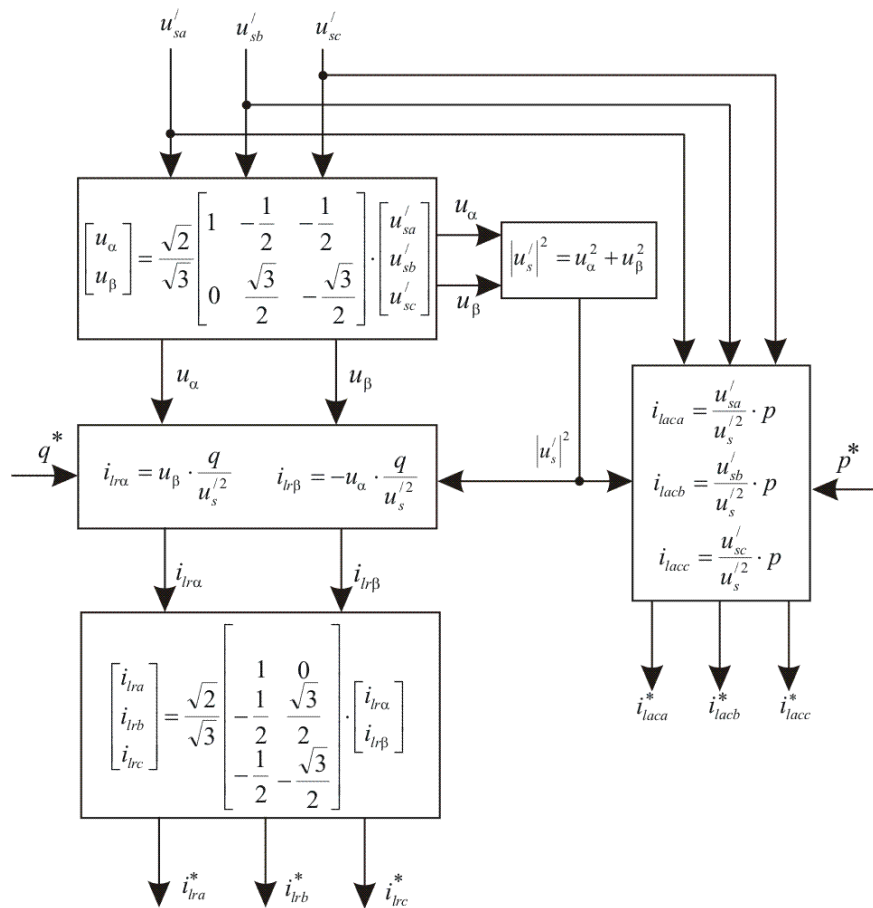 u′sa u′sb u′sc
[uα uβ] = √2/√3 [1 −1/2 −1/2; 0 √3/2 −√3/2] · [u′sa u′sb u′sc]
uα
uβ
|u′s|² = uα² + uβ²
uα uβ
|u′s|²
q*
ilrα = uβ · q/u′s²   ilrβ = −uα · q/u′s²
ilaca = u′sa/u′s² · p
ilacb = u′sb/u′s² · p
ilacc = u′sc/u′s² · p
p*
ilrα ilrβ
[ilra ilrb ilrc] = √2/√3 [1 0; −1/2 √3/2; −1/2 −√3/2] · [ilrα ilrβ]
i*laca i*lacb i*lacc
i*lra i*lrb i*lrc